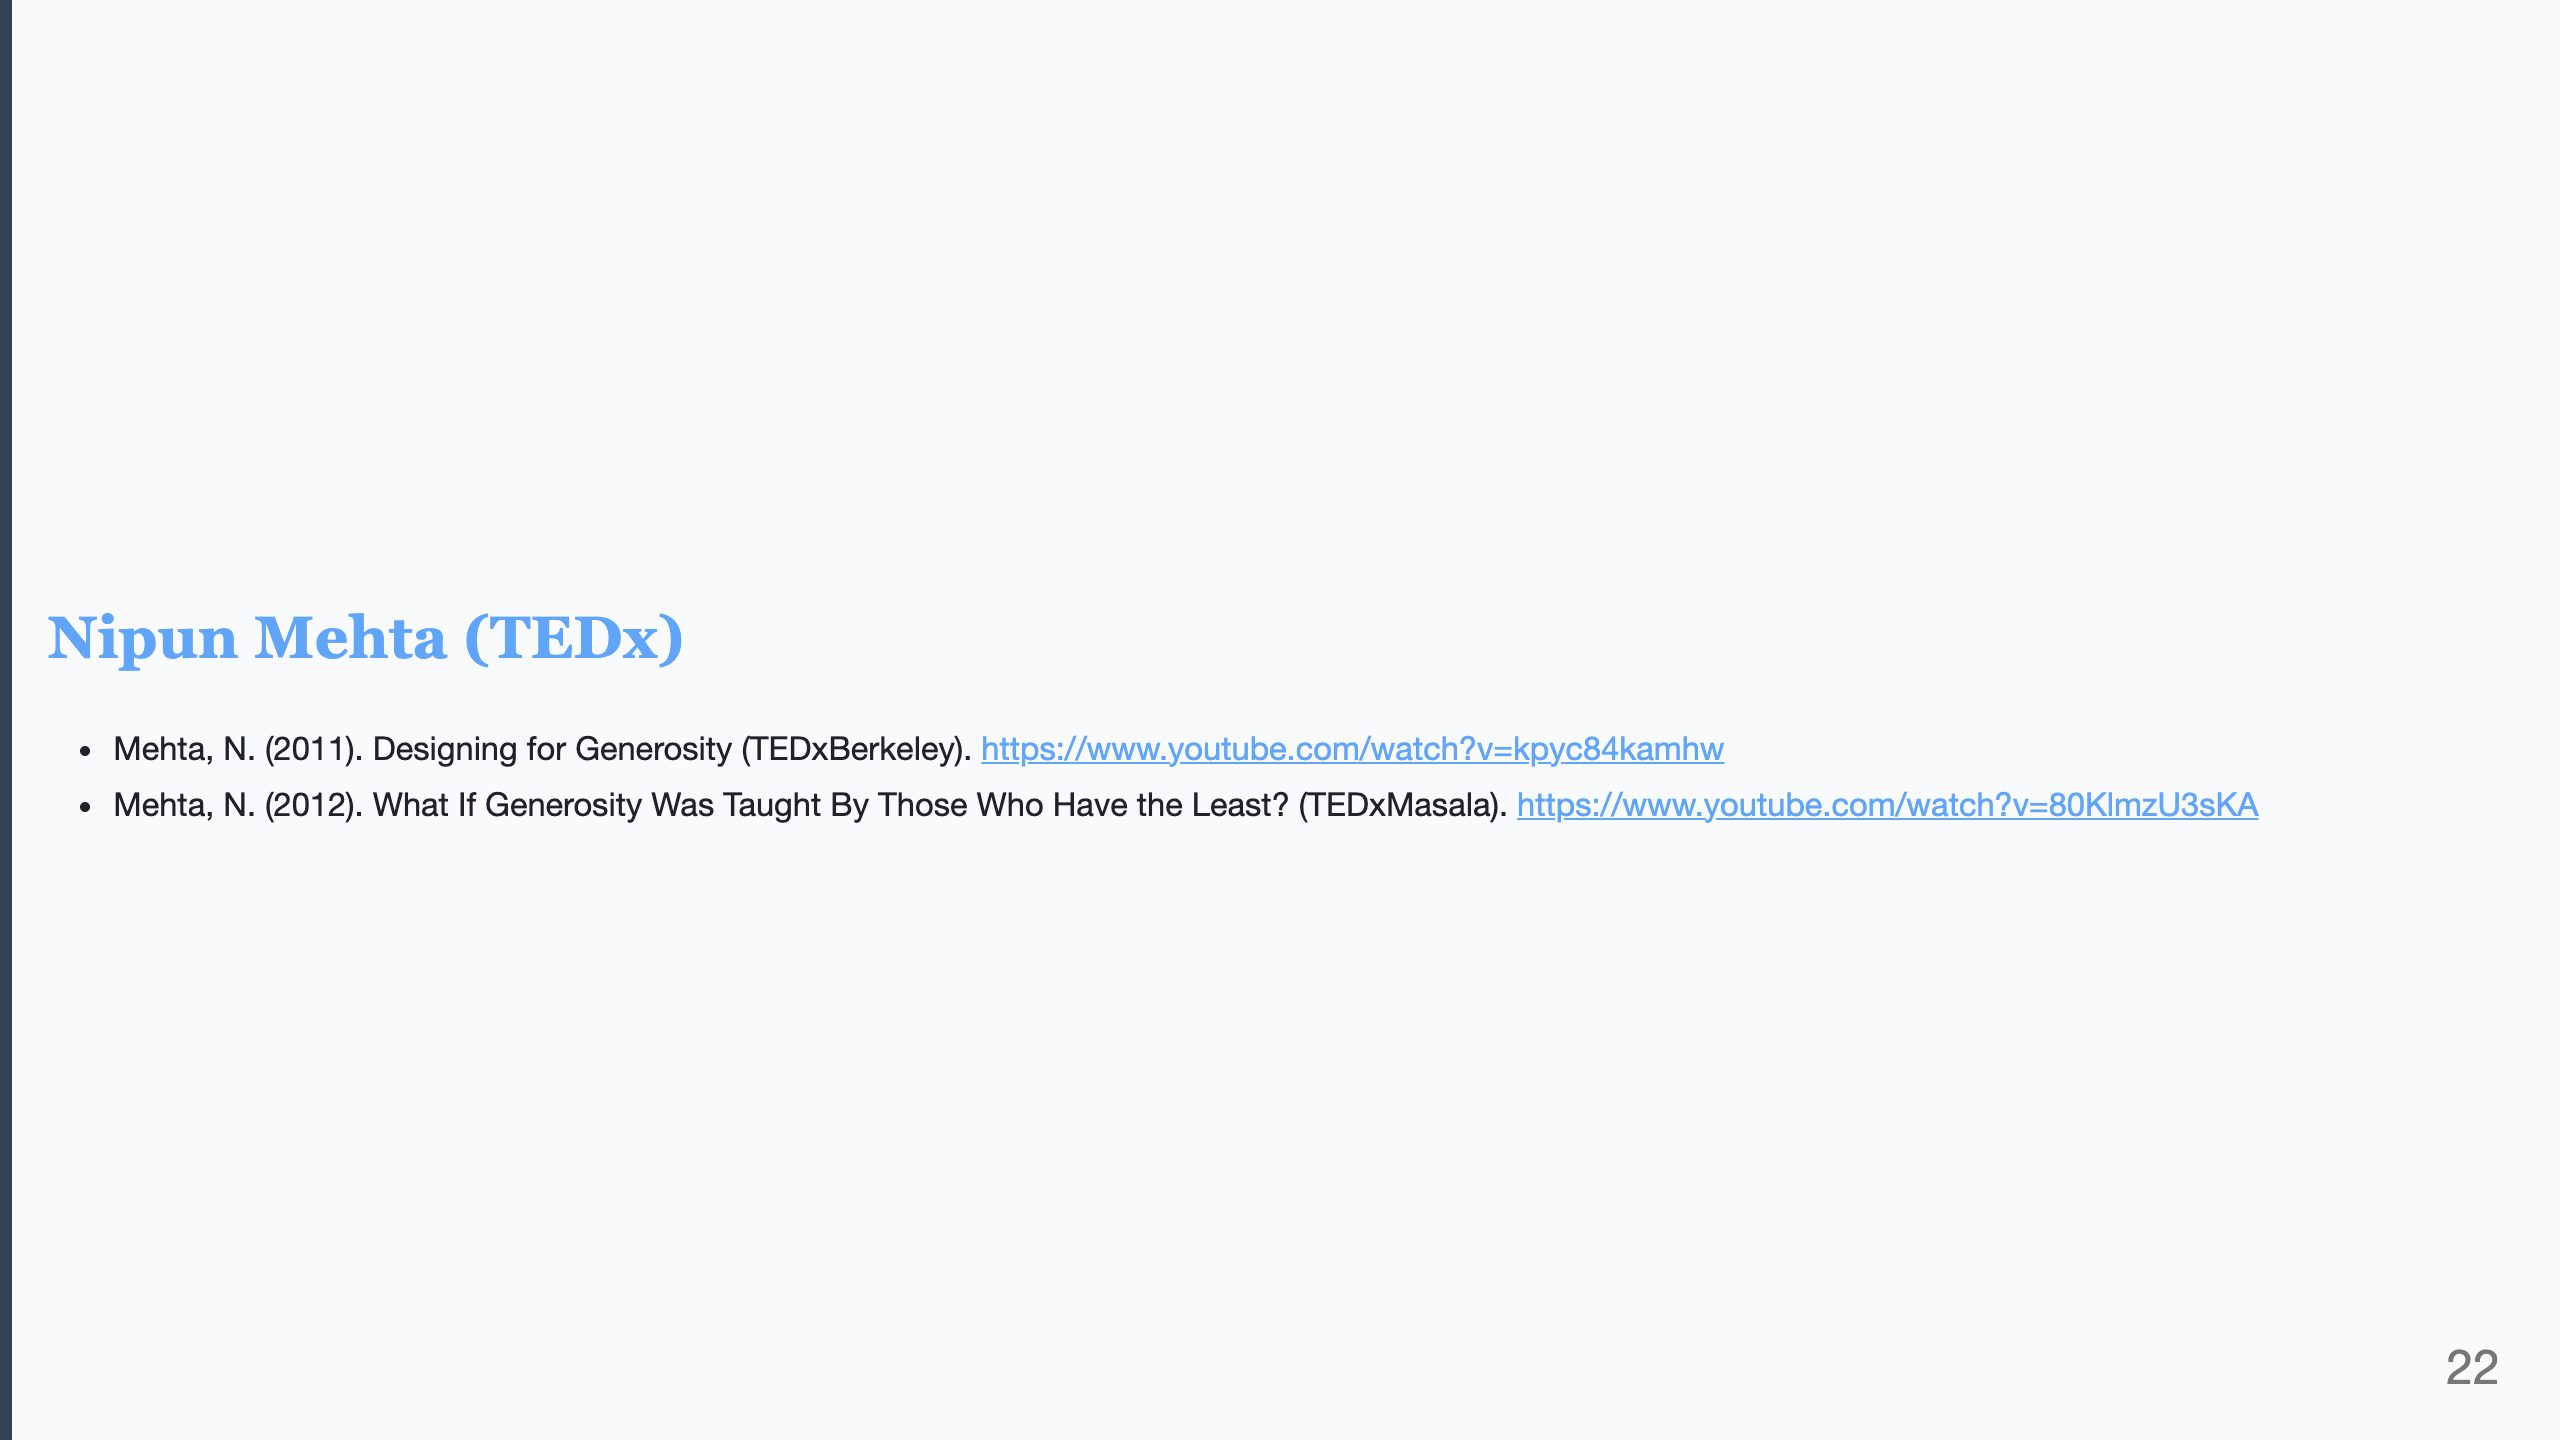 Nipun Mehta (TEDx)
• Mehta, N. (2011). Designing for Generosity (TEDxBerkeley). https://www.youtube.com/watch?v=kpyc84kamhw
• Mehta, N. (2012). What If Generosity Was Taught By Those Who Have the Least? (TEDxMasala). https://www.youtube.com/watch?v=80KlmzU3sKA
22